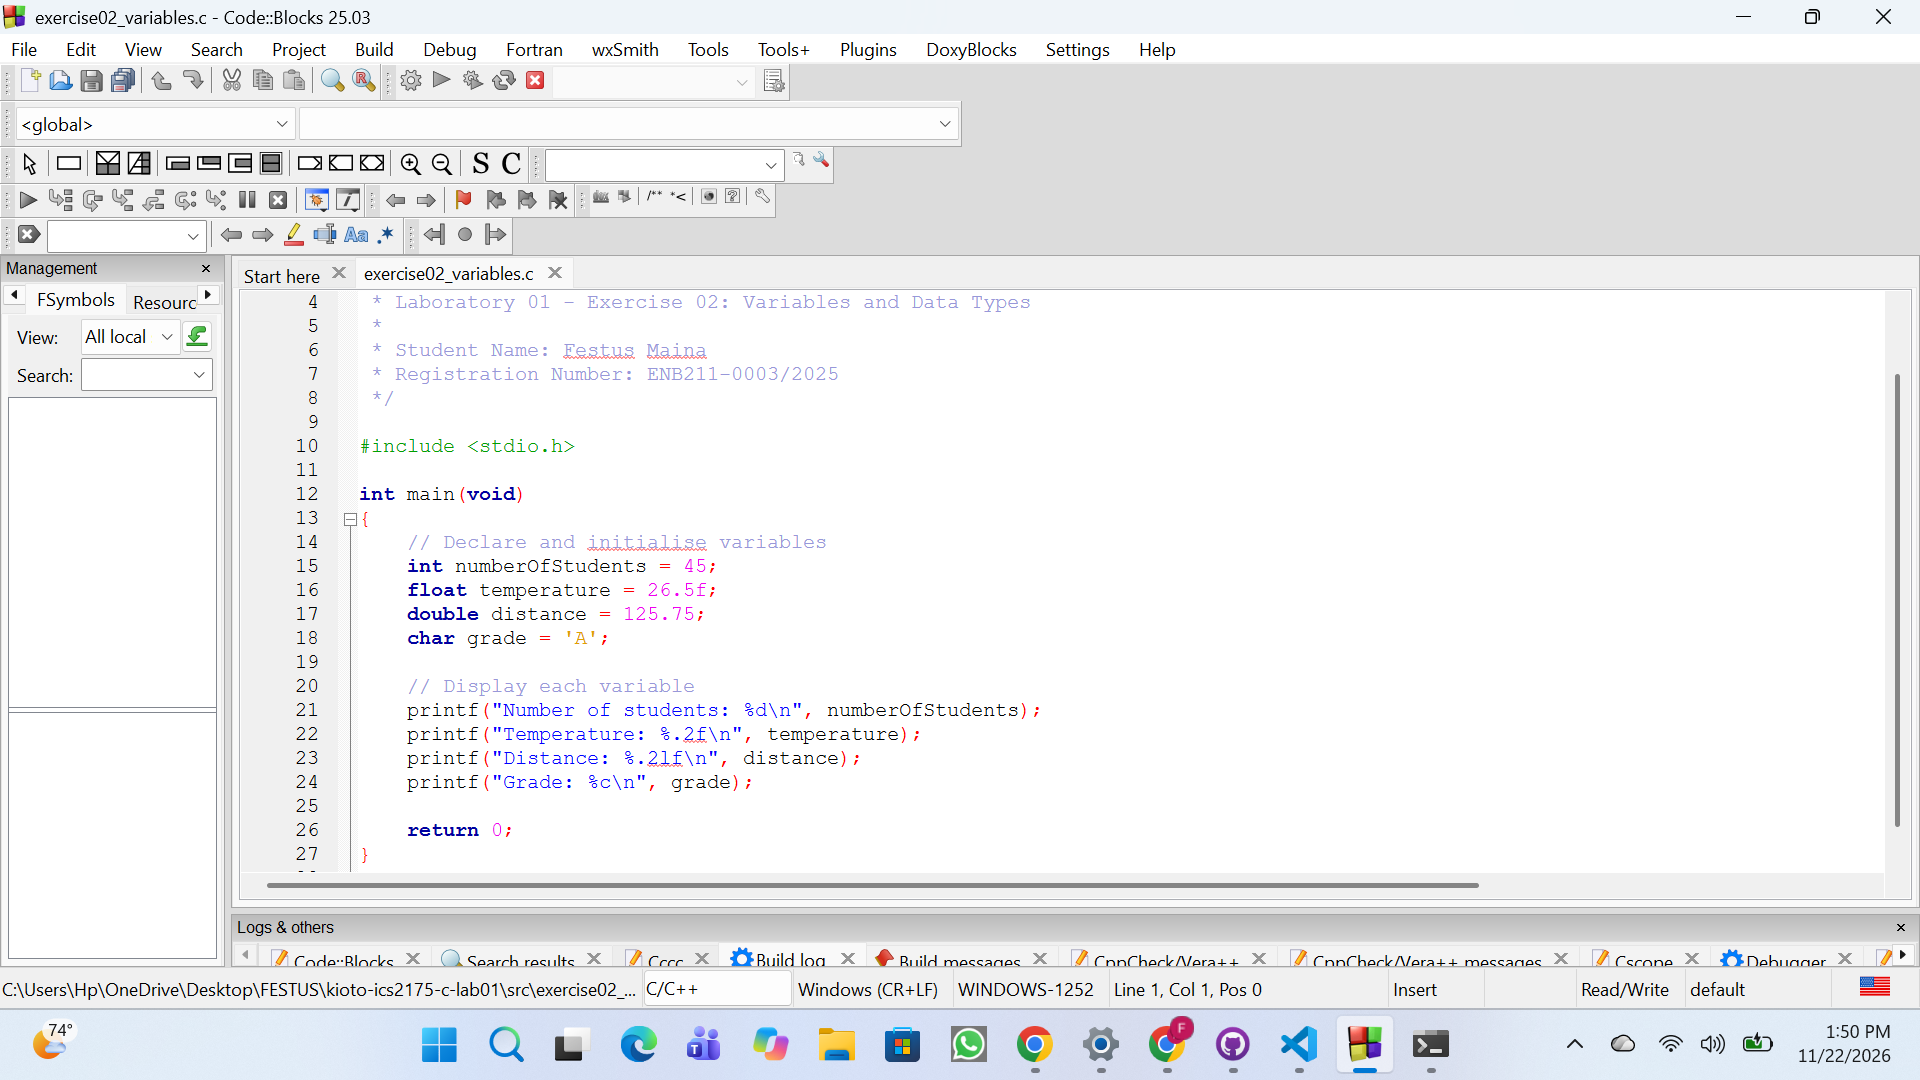 exercise02_variables.c - Code::Blocks 25.03
File Edit View Search Project Build Debug Fortran wxSmith Tools Tools+ Plugins DoxyBlocks Settings Help
<global>
S C
/** *<
Aa .*
Management
Start here exercise02_variables.c
FSymbols Resourc
View: All local
Search:
4 * Laboratory 01 - Exercise 02: Variables and Data Types
5 *
6 * Student Name: Festus Maina
7 * Registration Number: ENB211-0003/2025
8 */
9
10 #include <stdio.h>
11
12 int main(void)
13 {
14 // Declare and initialise variables
15 int numberOfStudents = 45;
16 float temperature = 26.5f;
17 double distance = 125.75;
18 char grade = 'A';
19
20 // Display each variable
21 printf("Number of students: %d\n", numberOfStudents);
22 printf("Temperature: %.2f\n", temperature);
23 printf("Distance: %.2lf\n", distance);
24 printf("Grade: %c\n", grade);
25
26 return 0;
27 }
Logs & others
Code::Blocks Search results Cccc Build log Build messages CppCheck/Vera++ CppCheck/Vera++ messages Cscope Debugger
C:\Users\Hp\OneDrive\Desktop\FESTUS\kioto-ics2175-c-lab01\src\exercise02_... C/C++ Windows (CR+LF) WINDOWS-1252 Line 1, Col 1, Pos 0 Insert Read/Write default
74°
F
1:50 PM
11/22/2026